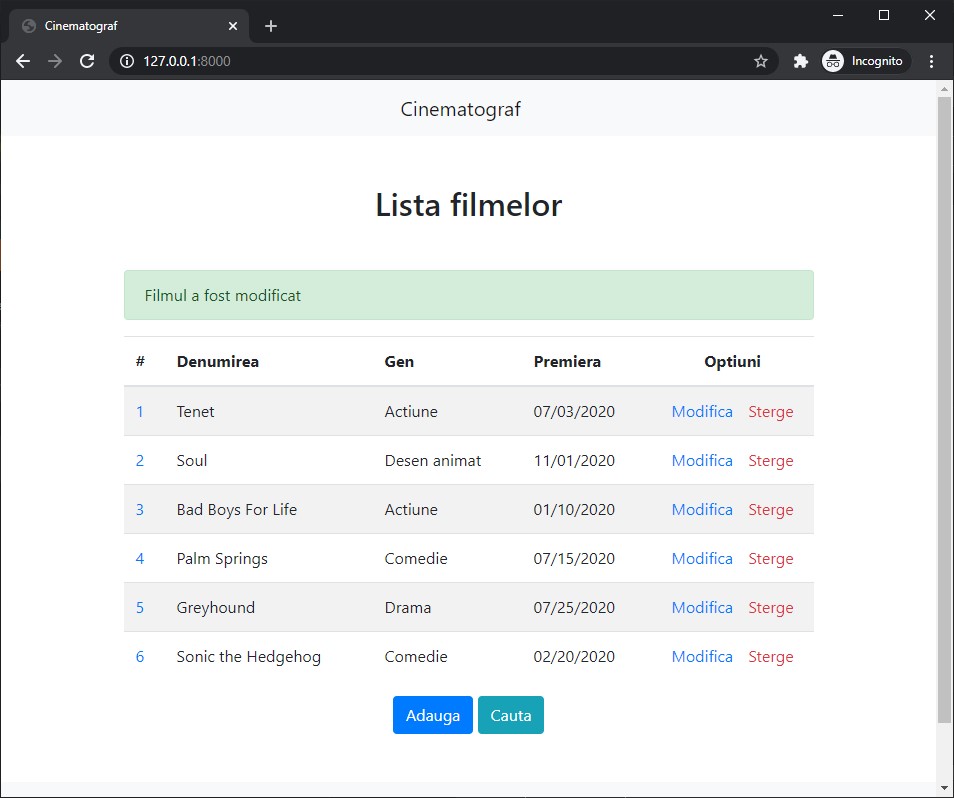 Cinematograf
127.0.0.1:8000
Incognito
Cinematograf
Lista filmelor
Filmul a fost modificat
# Denumirea Gen Premiera Optiuni
1 Tenet Actiune 07/03/2020 Modifica Sterge
2 Soul Desen animat 11/01/2020 Modifica Sterge
3 Bad Boys For Life Actiune 01/10/2020 Modifica Sterge
4 Palm Springs Comedie 07/15/2020 Modifica Sterge
5 Greyhound Drama 07/25/2020 Modifica Sterge
6 Sonic the Hedgehog Comedie 02/20/2020 Modifica Sterge
Adauga Cauta